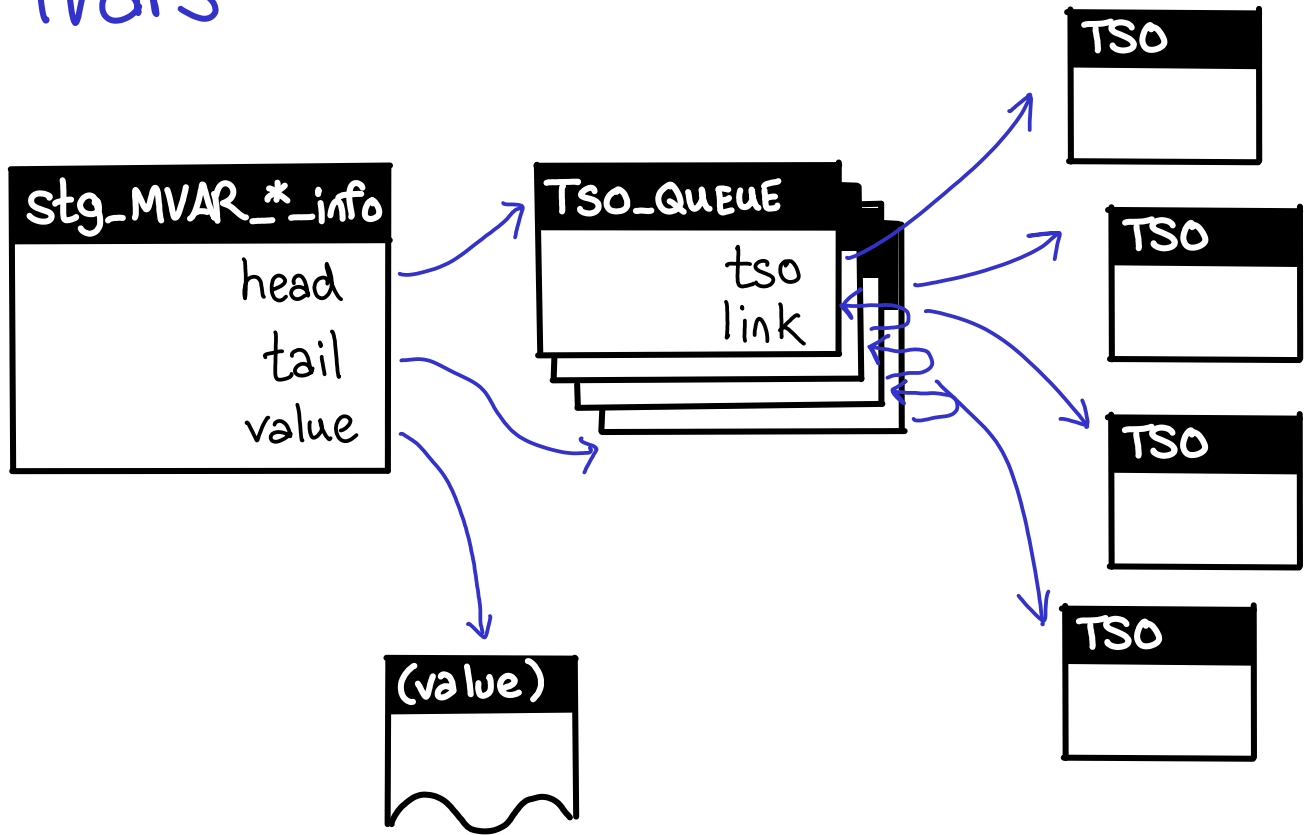 stg_MVAR_*_info
head
tail
value
TSO_QUEUE
tso
link
TSO
TSO
TSO
TSO
(value)